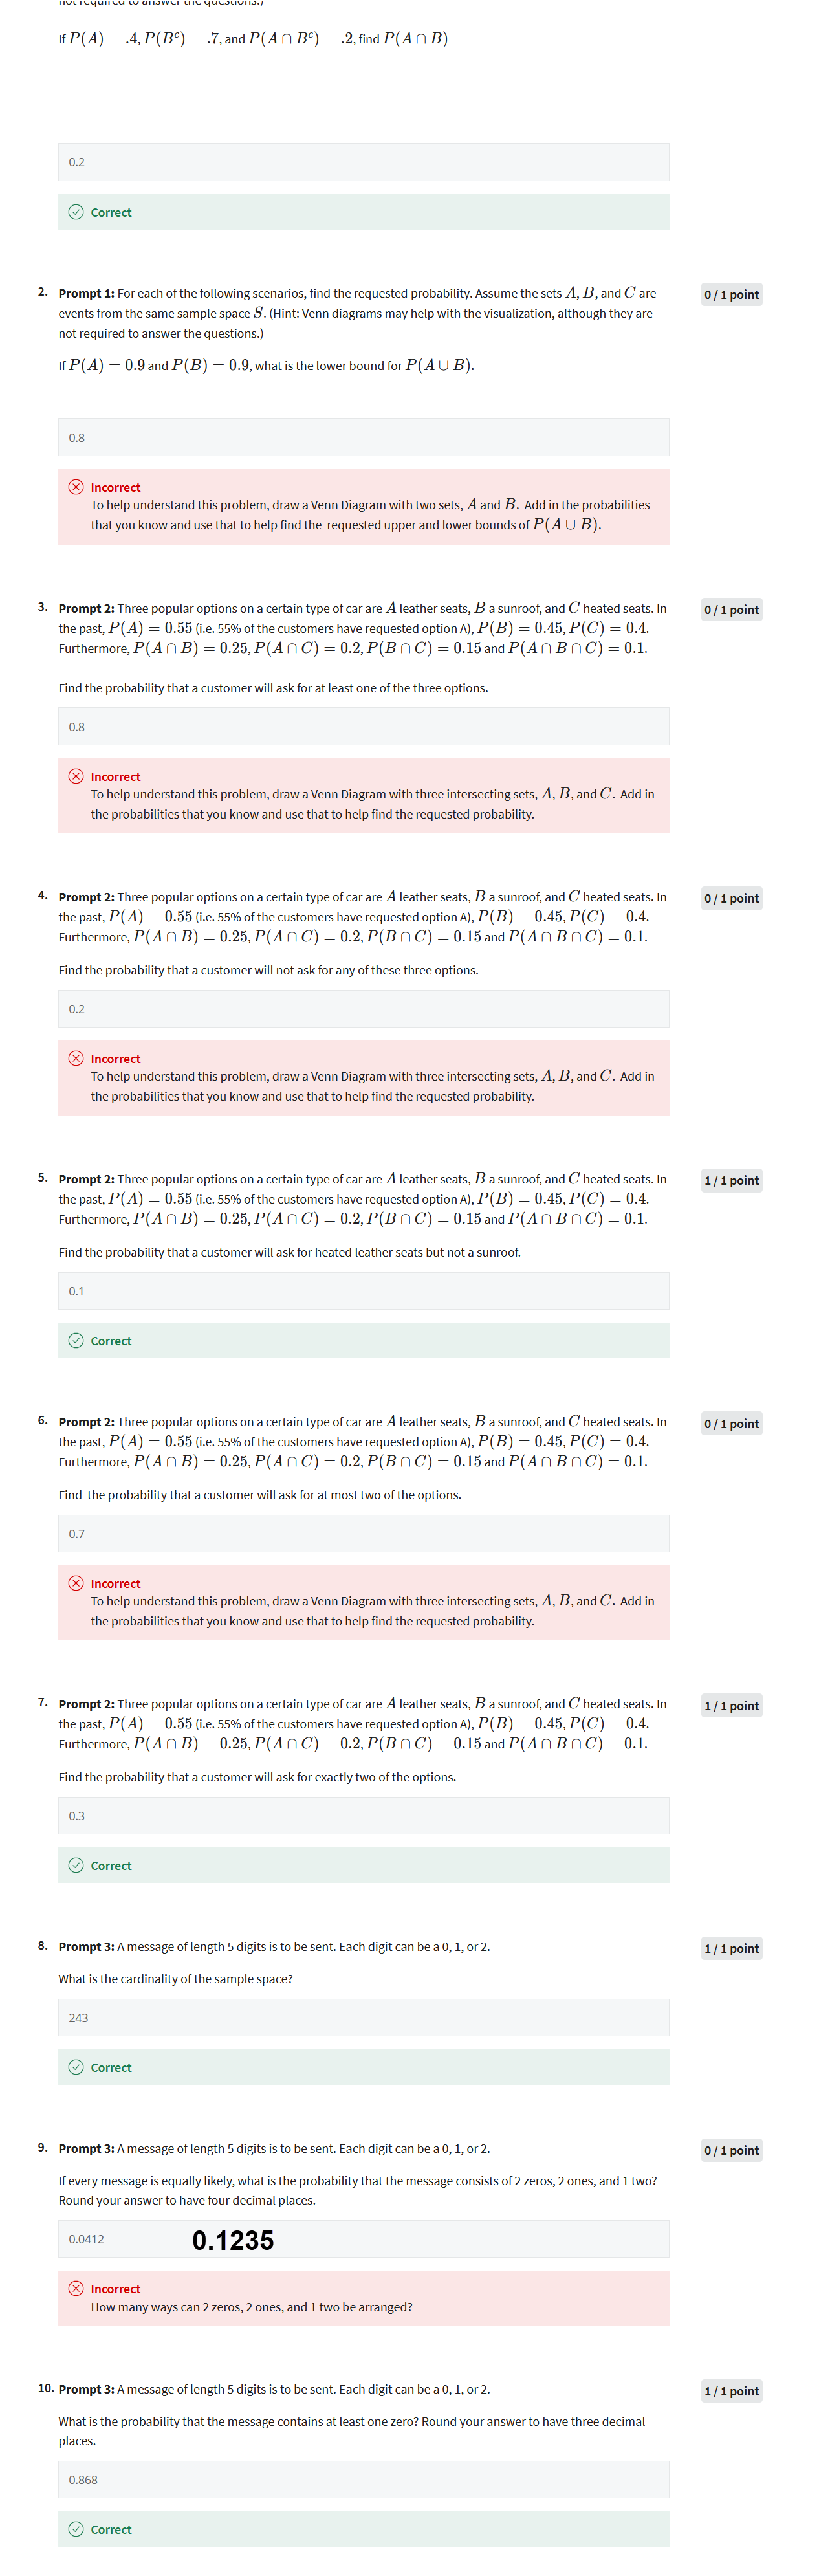 not required to answer the questions.)
If P(A) = .4, P(Bᶜ) = .7, and P(A ∩ Bᶜ) = .2, find P(A ∩ B)
0.2
Correct
2. Prompt 1: For each of the following scenarios, find the requested probability. Assume the sets A, B, and C are
0 / 1 point
events from the same sample space S. (Hint: Venn diagrams may help with the visualization, although they are
not required to answer the questions.)
If P(A) = 0.9 and P(B) = 0.9, what is the lower bound for P(A ∪ B).
0.8
Incorrect
To help understand this problem, draw a Venn Diagram with two sets, A and B. Add in the probabilities
that you know and use that to help find the requested upper and lower bounds of P(A ∪ B).
3. Prompt 2: Three popular options on a certain type of car are A leather seats, B a sunroof, and C heated seats. In
0 / 1 point
the past, P(A) = 0.55 (i.e. 55% of the customers have requested option A), P(B) = 0.45, P(C) = 0.4.
Furthermore, P(A ∩ B) = 0.25, P(A ∩ C) = 0.2, P(B ∩ C) = 0.15 and P(A ∩ B ∩ C) = 0.1.
Find the probability that a customer will ask for at least one of the three options.
0.8
Incorrect
To help understand this problem, draw a Venn Diagram with three intersecting sets, A, B, and C. Add in
the probabilities that you know and use that to help find the requested probability.
4. Prompt 2: Three popular options on a certain type of car are A leather seats, B a sunroof, and C heated seats. In
0 / 1 point
the past, P(A) = 0.55 (i.e. 55% of the customers have requested option A), P(B) = 0.45, P(C) = 0.4.
Furthermore, P(A ∩ B) = 0.25, P(A ∩ C) = 0.2, P(B ∩ C) = 0.15 and P(A ∩ B ∩ C) = 0.1.
Find the probability that a customer will not ask for any of these three options.
0.2
Incorrect
To help understand this problem, draw a Venn Diagram with three intersecting sets, A, B, and C. Add in
the probabilities that you know and use that to help find the requested probability.
5. Prompt 2: Three popular options on a certain type of car are A leather seats, B a sunroof, and C heated seats. In
1 / 1 point
the past, P(A) = 0.55 (i.e. 55% of the customers have requested option A), P(B) = 0.45, P(C) = 0.4.
Furthermore, P(A ∩ B) = 0.25, P(A ∩ C) = 0.2, P(B ∩ C) = 0.15 and P(A ∩ B ∩ C) = 0.1.
Find the probability that a customer will ask for heated leather seats but not a sunroof.
0.1
Correct
6. Prompt 2: Three popular options on a certain type of car are A leather seats, B a sunroof, and C heated seats. In
0 / 1 point
the past, P(A) = 0.55 (i.e. 55% of the customers have requested option A), P(B) = 0.45, P(C) = 0.4.
Furthermore, P(A ∩ B) = 0.25, P(A ∩ C) = 0.2, P(B ∩ C) = 0.15 and P(A ∩ B ∩ C) = 0.1.
Find the probability that a customer will ask for at most two of the options.
0.7
Incorrect
To help understand this problem, draw a Venn Diagram with three intersecting sets, A, B, and C. Add in
the probabilities that you know and use that to help find the requested probability.
7. Prompt 2: Three popular options on a certain type of car are A leather seats, B a sunroof, and C heated seats. In
1 / 1 point
the past, P(A) = 0.55 (i.e. 55% of the customers have requested option A), P(B) = 0.45, P(C) = 0.4.
Furthermore, P(A ∩ B) = 0.25, P(A ∩ C) = 0.2, P(B ∩ C) = 0.15 and P(A ∩ B ∩ C) = 0.1.
Find the probability that a customer will ask for exactly two of the options.
0.3
Correct
8. Prompt 3: A message of length 5 digits is to be sent. Each digit can be a 0, 1, or 2.
1 / 1 point
What is the cardinality of the sample space?
243
Correct
9. Prompt 3: A message of length 5 digits is to be sent. Each digit can be a 0, 1, or 2.
0 / 1 point
If every message is equally likely, what is the probability that the message consists of 2 zeros, 2 ones, and 1 two?
Round your answer to have four decimal places.
0.0412 0.1235
Incorrect
How many ways can 2 zeros, 2 ones, and 1 two be arranged?
10. Prompt 3: A message of length 5 digits is to be sent. Each digit can be a 0, 1, or 2.
1 / 1 point
What is the probability that the message contains at least one zero? Round your answer to have three decimal
places.
0.868
Correct